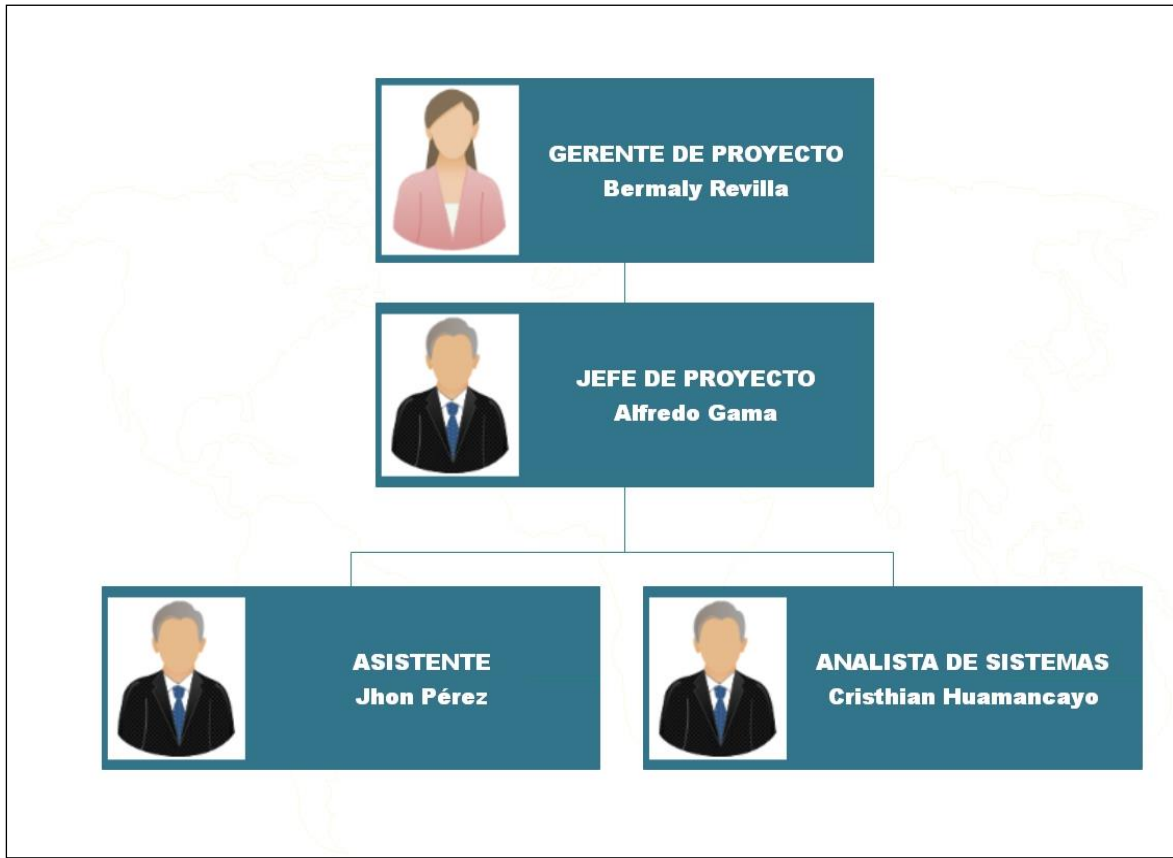 GERENTE DE PROYECTO
Bermaly Revilla
JEFE DE PROYECTO
Alfredo Gama
ASISTENTE
Jhon Pérez
ANALISTA DE SISTEMAS
Cristhian Huamancayo